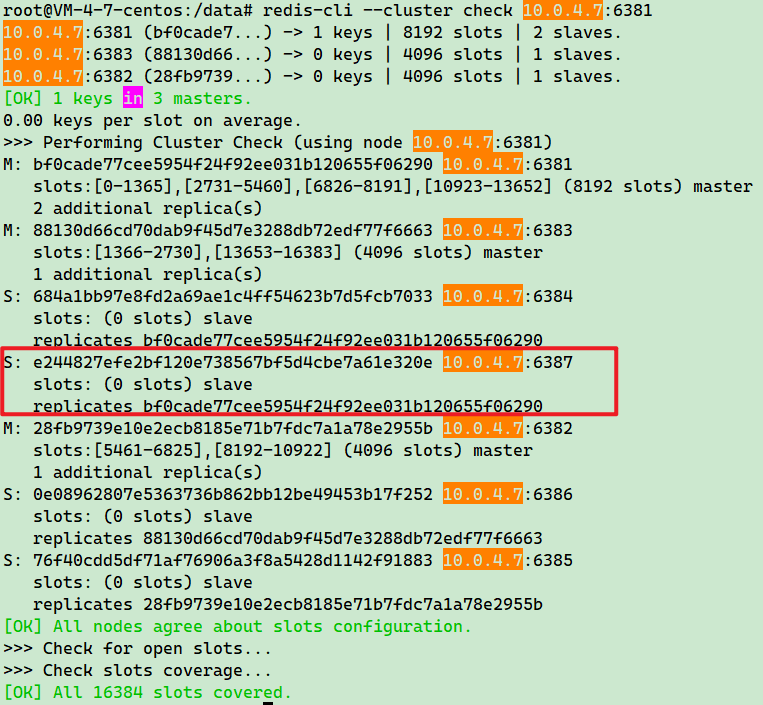 root@VM-4-7-centos:/data# redis-cli --cluster check 10.0.4.7:6381
10.0.4.7:6381 (bf0cade7...) -> 1 keys | 8192 slots | 2 slaves.
10.0.4.7:6383 (88130d66...) -> 0 keys | 4096 slots | 1 slaves.
10.0.4.7:6382 (28fb9739...) -> 0 keys | 4096 slots | 1 slaves.
[OK] 1 keys in 3 masters.
0.00 keys per slot on average.
>>> Performing Cluster Check (using node 10.0.4.7:6381)
M: bf0cade77cee5954f24f92ee031b120655f06290 10.0.4.7:6381
   slots:[0-1365],[2731-5460],[6826-8191],[10923-13652] (8192 slots) master
   2 additional replica(s)
M: 88130d66cd70dab9f45d7e3288db72edf77f6663 10.0.4.7:6383
   slots:[1366-2730],[13653-16383] (4096 slots) master
   1 additional replica(s)
S: 684a1bb97e8fd2a69ae1c4ff54623b7d5fcb7033 10.0.4.7:6384
   slots: (0 slots) slave
   replicates bf0cade77cee5954f24f92ee031b120655f06290
S: e244827efe2bf120e738567bf5d4cbe7a61e320e 10.0.4.7:6387
   slots: (0 slots) slave
   replicates bf0cade77cee5954f24f92ee031b120655f06290
M: 28fb9739e10e2ecb8185e71b7fdc7a1a78e2955b 10.0.4.7:6382
   slots:[5461-6825],[8192-10922] (4096 slots) master
   1 additional replica(s)
S: 0e08962807e5363736b862bb12be49453b17f252 10.0.4.7:6386
   slots: (0 slots) slave
   replicates 88130d66cd70dab9f45d7e3288db72edf77f6663
S: 76f40cdd5df71af76906a3f8a5428d1142f91883 10.0.4.7:6385
   slots: (0 slots) slave
   replicates 28fb9739e10e2ecb8185e71b7fdc7a1a78e2955b
[OK] All nodes agree about slots configuration.
>>> Check for open slots...
>>> Check slots coverage...
[OK] All 16384 slots covered.